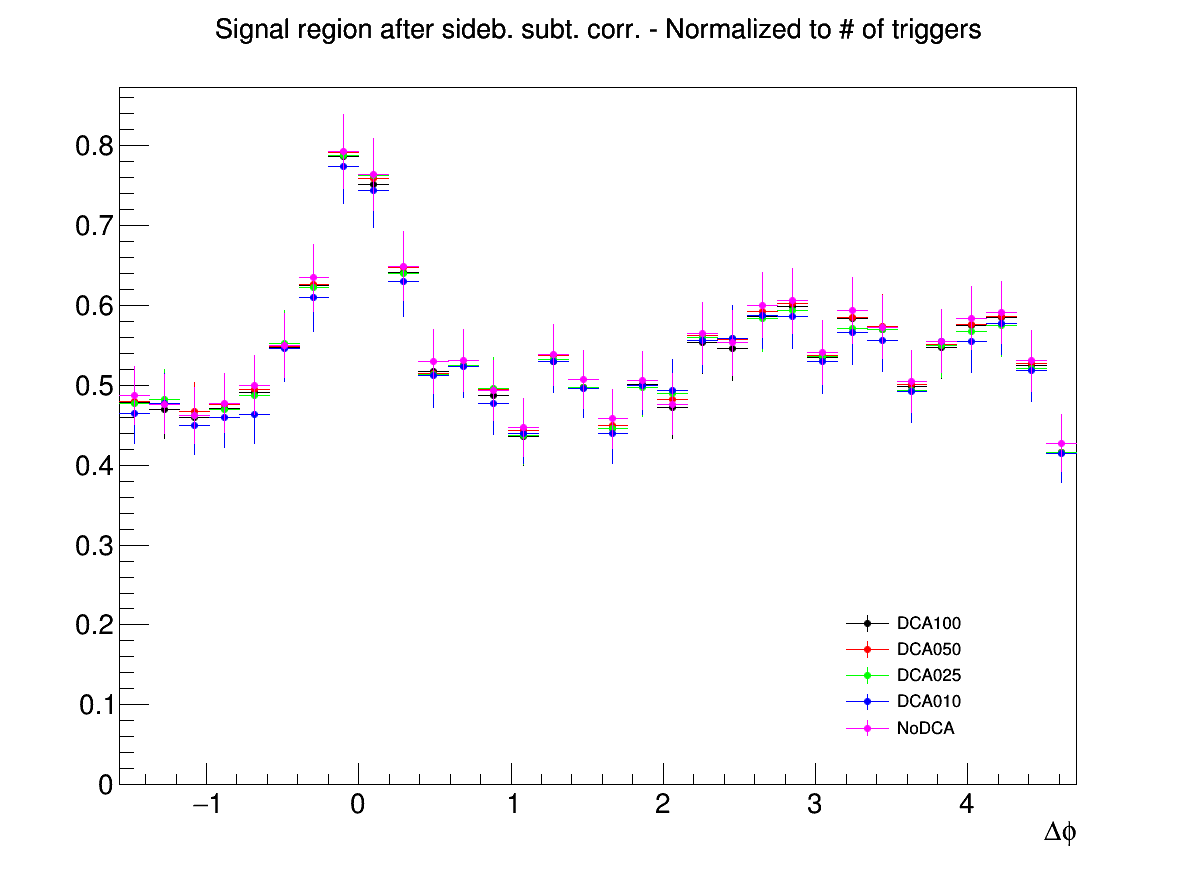 Signal region after sideb. subt. corr. - Normalized to # of triggers
0.8
0.7
0.6
0.5
0.4
0.3
0.2
0.1
0
DCA100
DCA050
DCA025
DCA010
NoDCA
−1 0 1 2 3 4
Δϕ